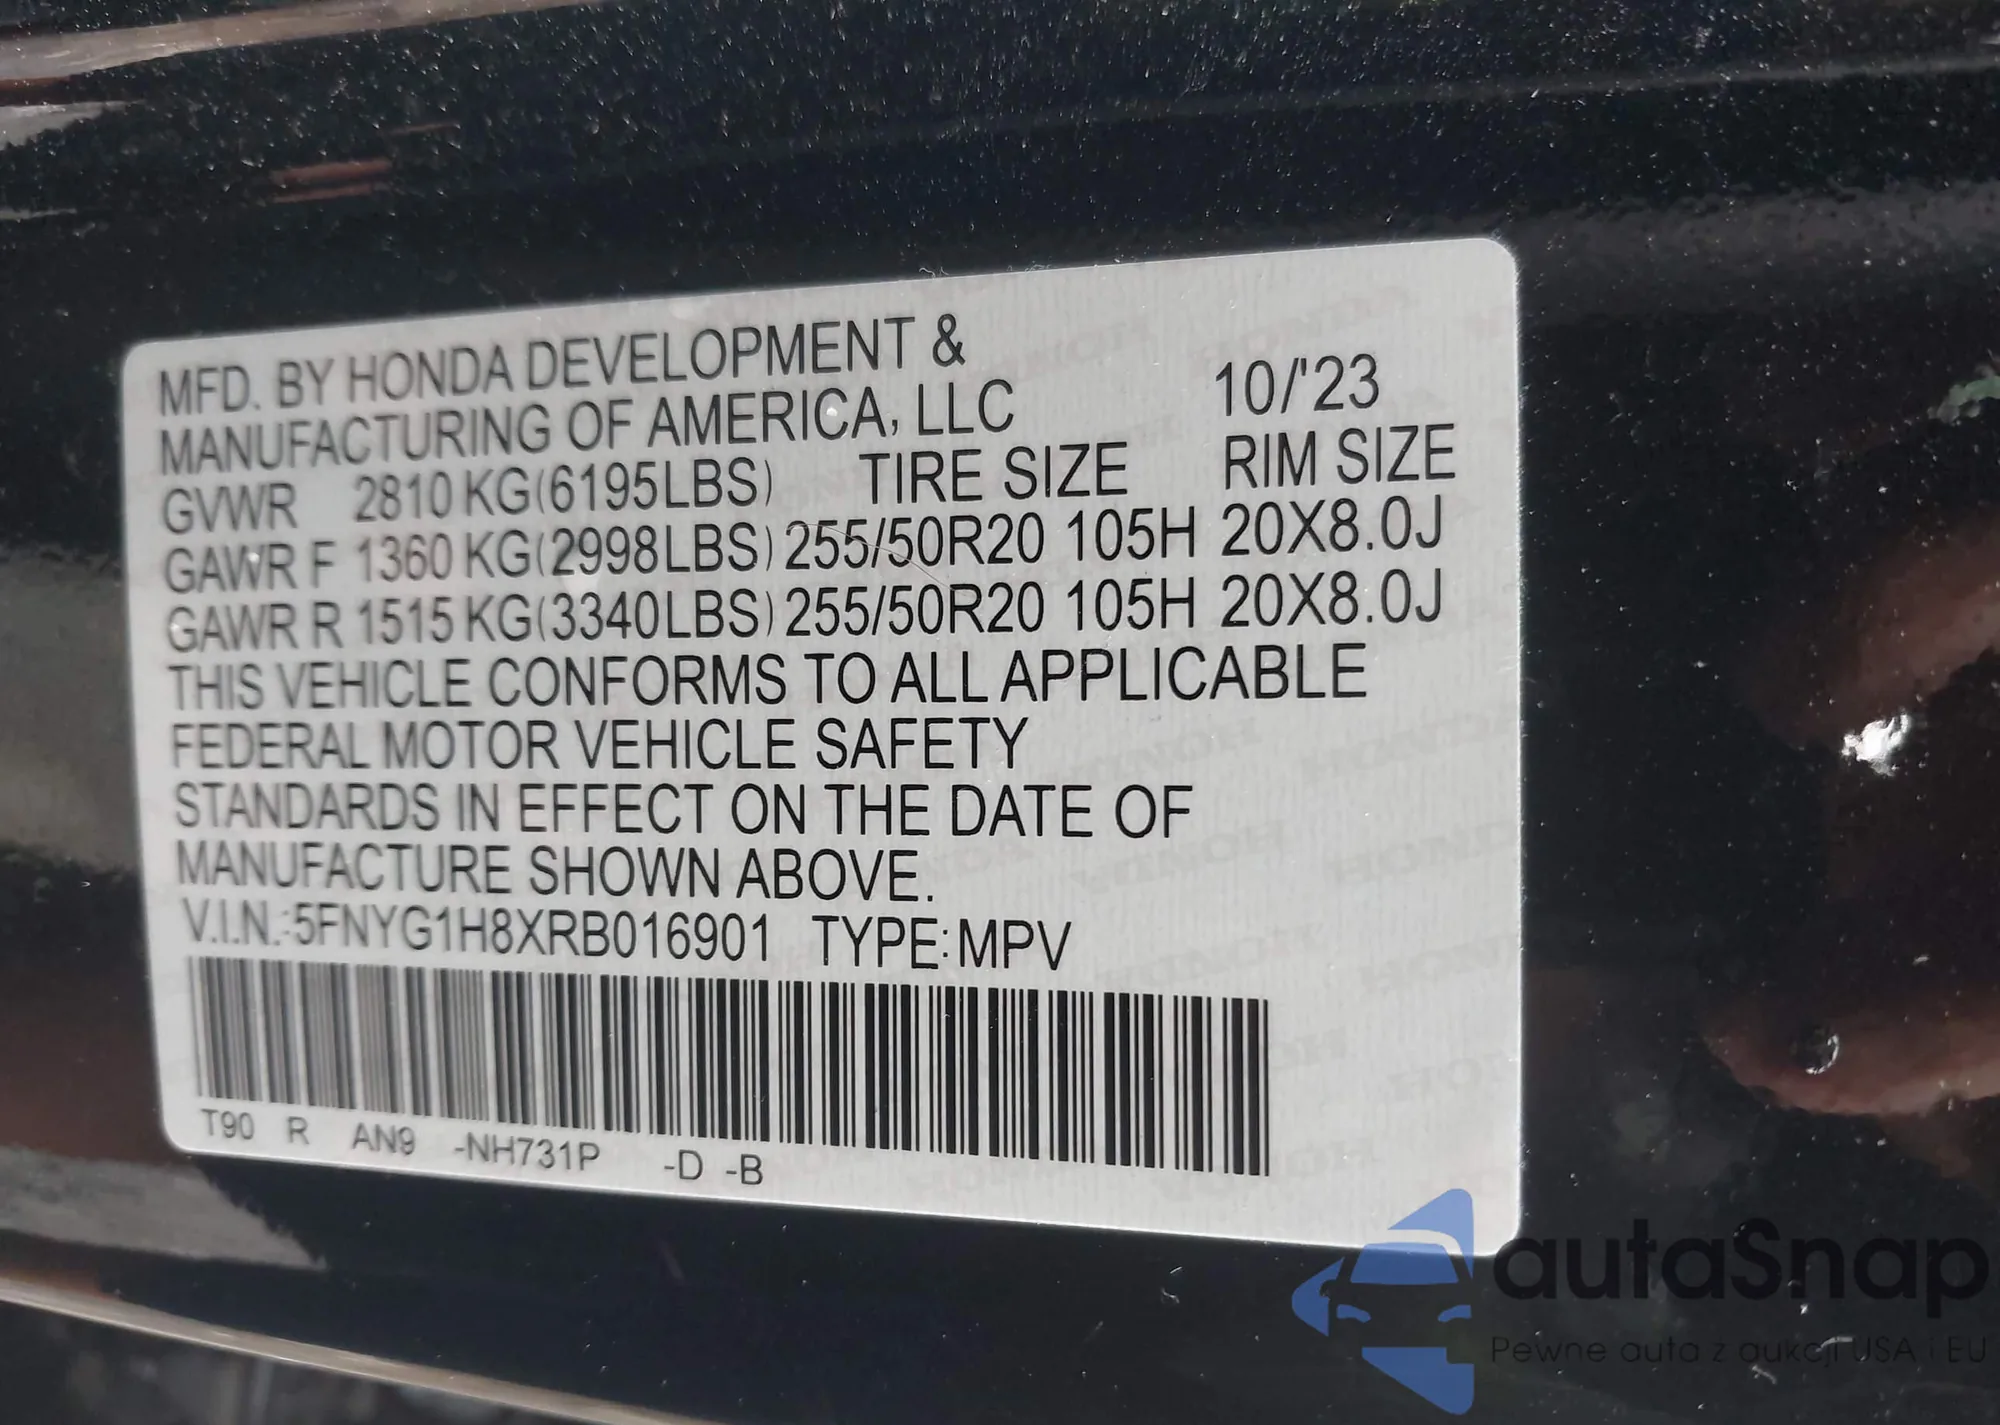 MFD. BY HONDA DEVELOPMENT &
MANUFACTURING OF AMERICA, LLC 10/'23
GVWR 2810 KG(6195LBS) TIRE SIZE RIM SIZE
GAWR F 1360 KG(2998LBS) 255/50R20 105H 20X8.0J
GAWR R 1515 KG(3340LBS) 255/50R20 105H 20X8.0J
THIS VEHICLE CONFORMS TO ALL APPLICABLE
FEDERAL MOTOR VEHICLE SAFETY
STANDARDS IN EFFECT ON THE DATE OF
MANUFACTURE SHOWN ABOVE.
V.I.N.:5FNYG1H8XRB016901 TYPE:MPV
T90 R AN9 -NH731P -D -B
autaSnap
Pewne auta z aukcji USA i EU